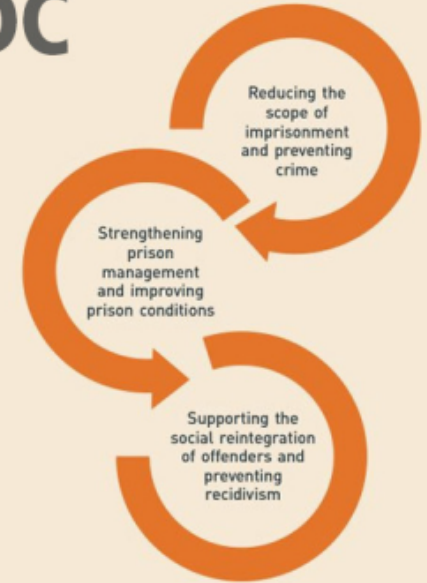 DC
Reducing the
scope of
imprisonment
and preventing
crime
Strengthening
prison
management
and improving
prison conditions
Supporting the
social reintegration
of offenders and
preventing
recidivism